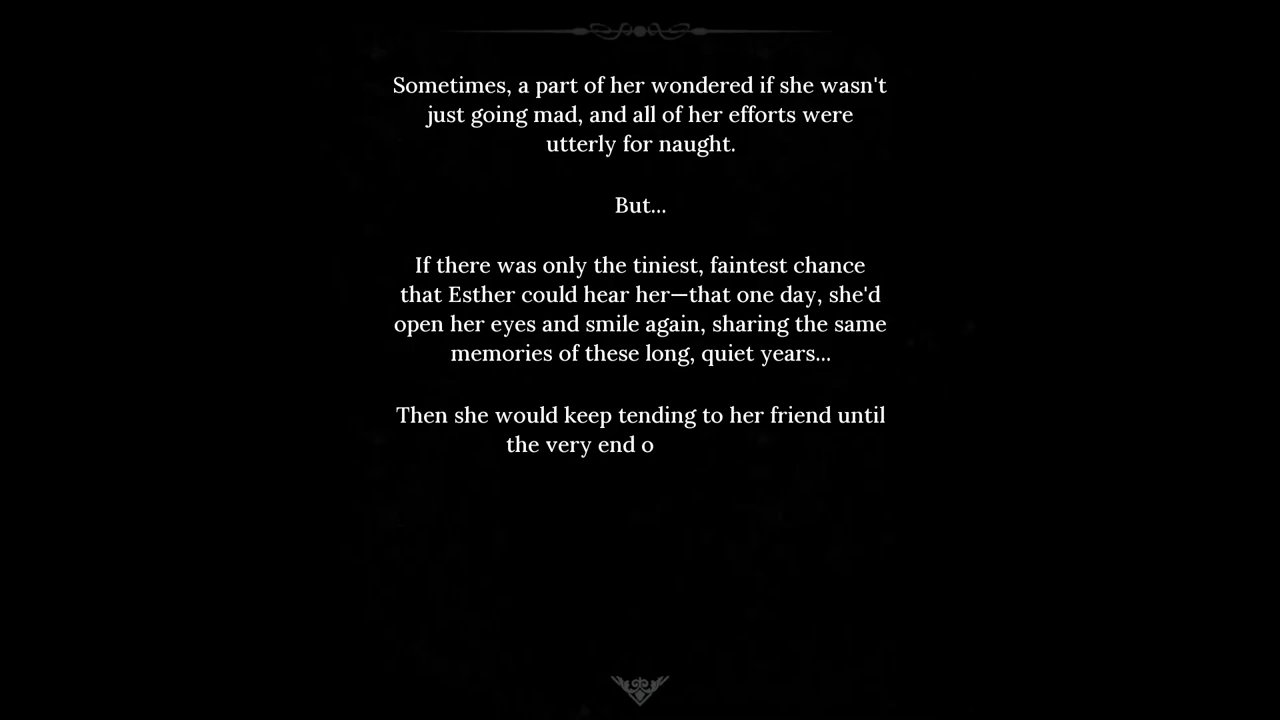 Sometimes, a part of her wondered if she wasn't
just going mad, and all of her efforts were
utterly for naught.
But...
If there was only the tiniest, faintest chance
that Esther could hear her—that one day, she'd
open her eyes and smile again, sharing the same
memories of these long, quiet years...
Then she would keep tending to her friend until
the very end o